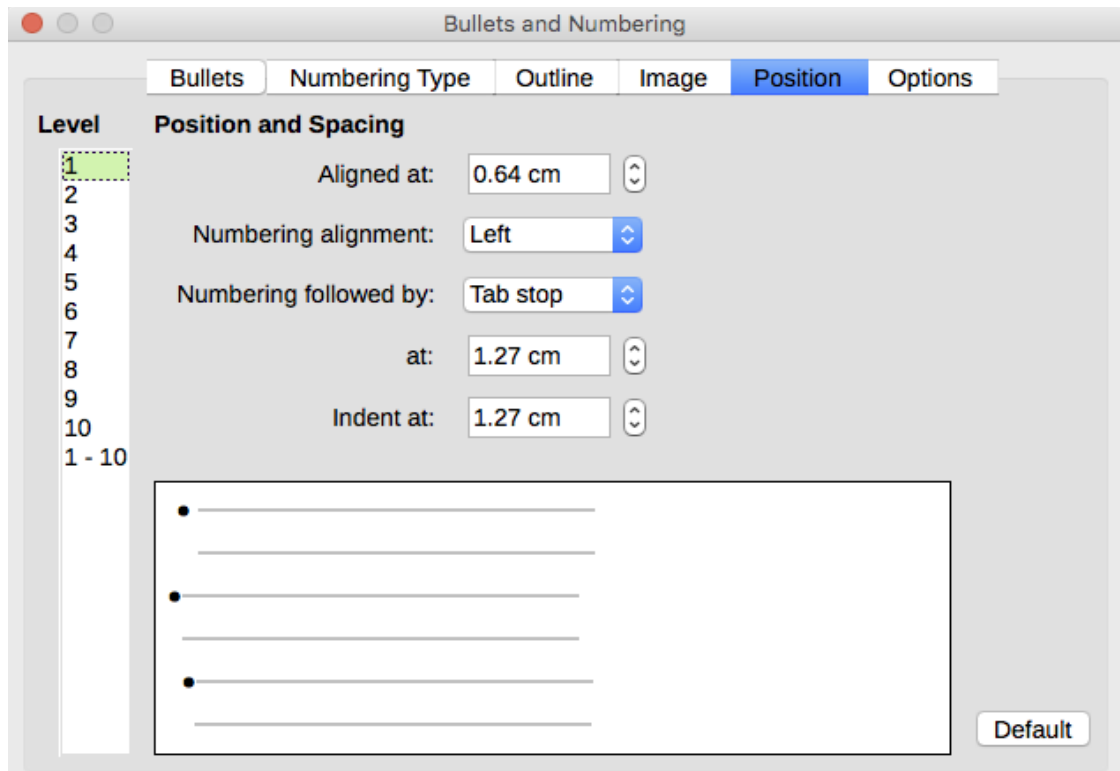 Bullets and Numbering
Bullets Numbering Type Outline Image Position Options
Level Position and Spacing
1
2
3
4
5
6
7
8
9
10
1 - 10
Aligned at: 0.64 cm
Numbering alignment: Left
Numbering followed by: Tab stop
at: 1.27 cm
Indent at: 1.27 cm
Default